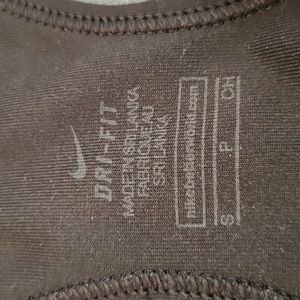 DRI-FIT
MADE IN SRI LANKA
FABRIQUÉ AU
SRI LANKA
nikebetterworld.com
S P CH